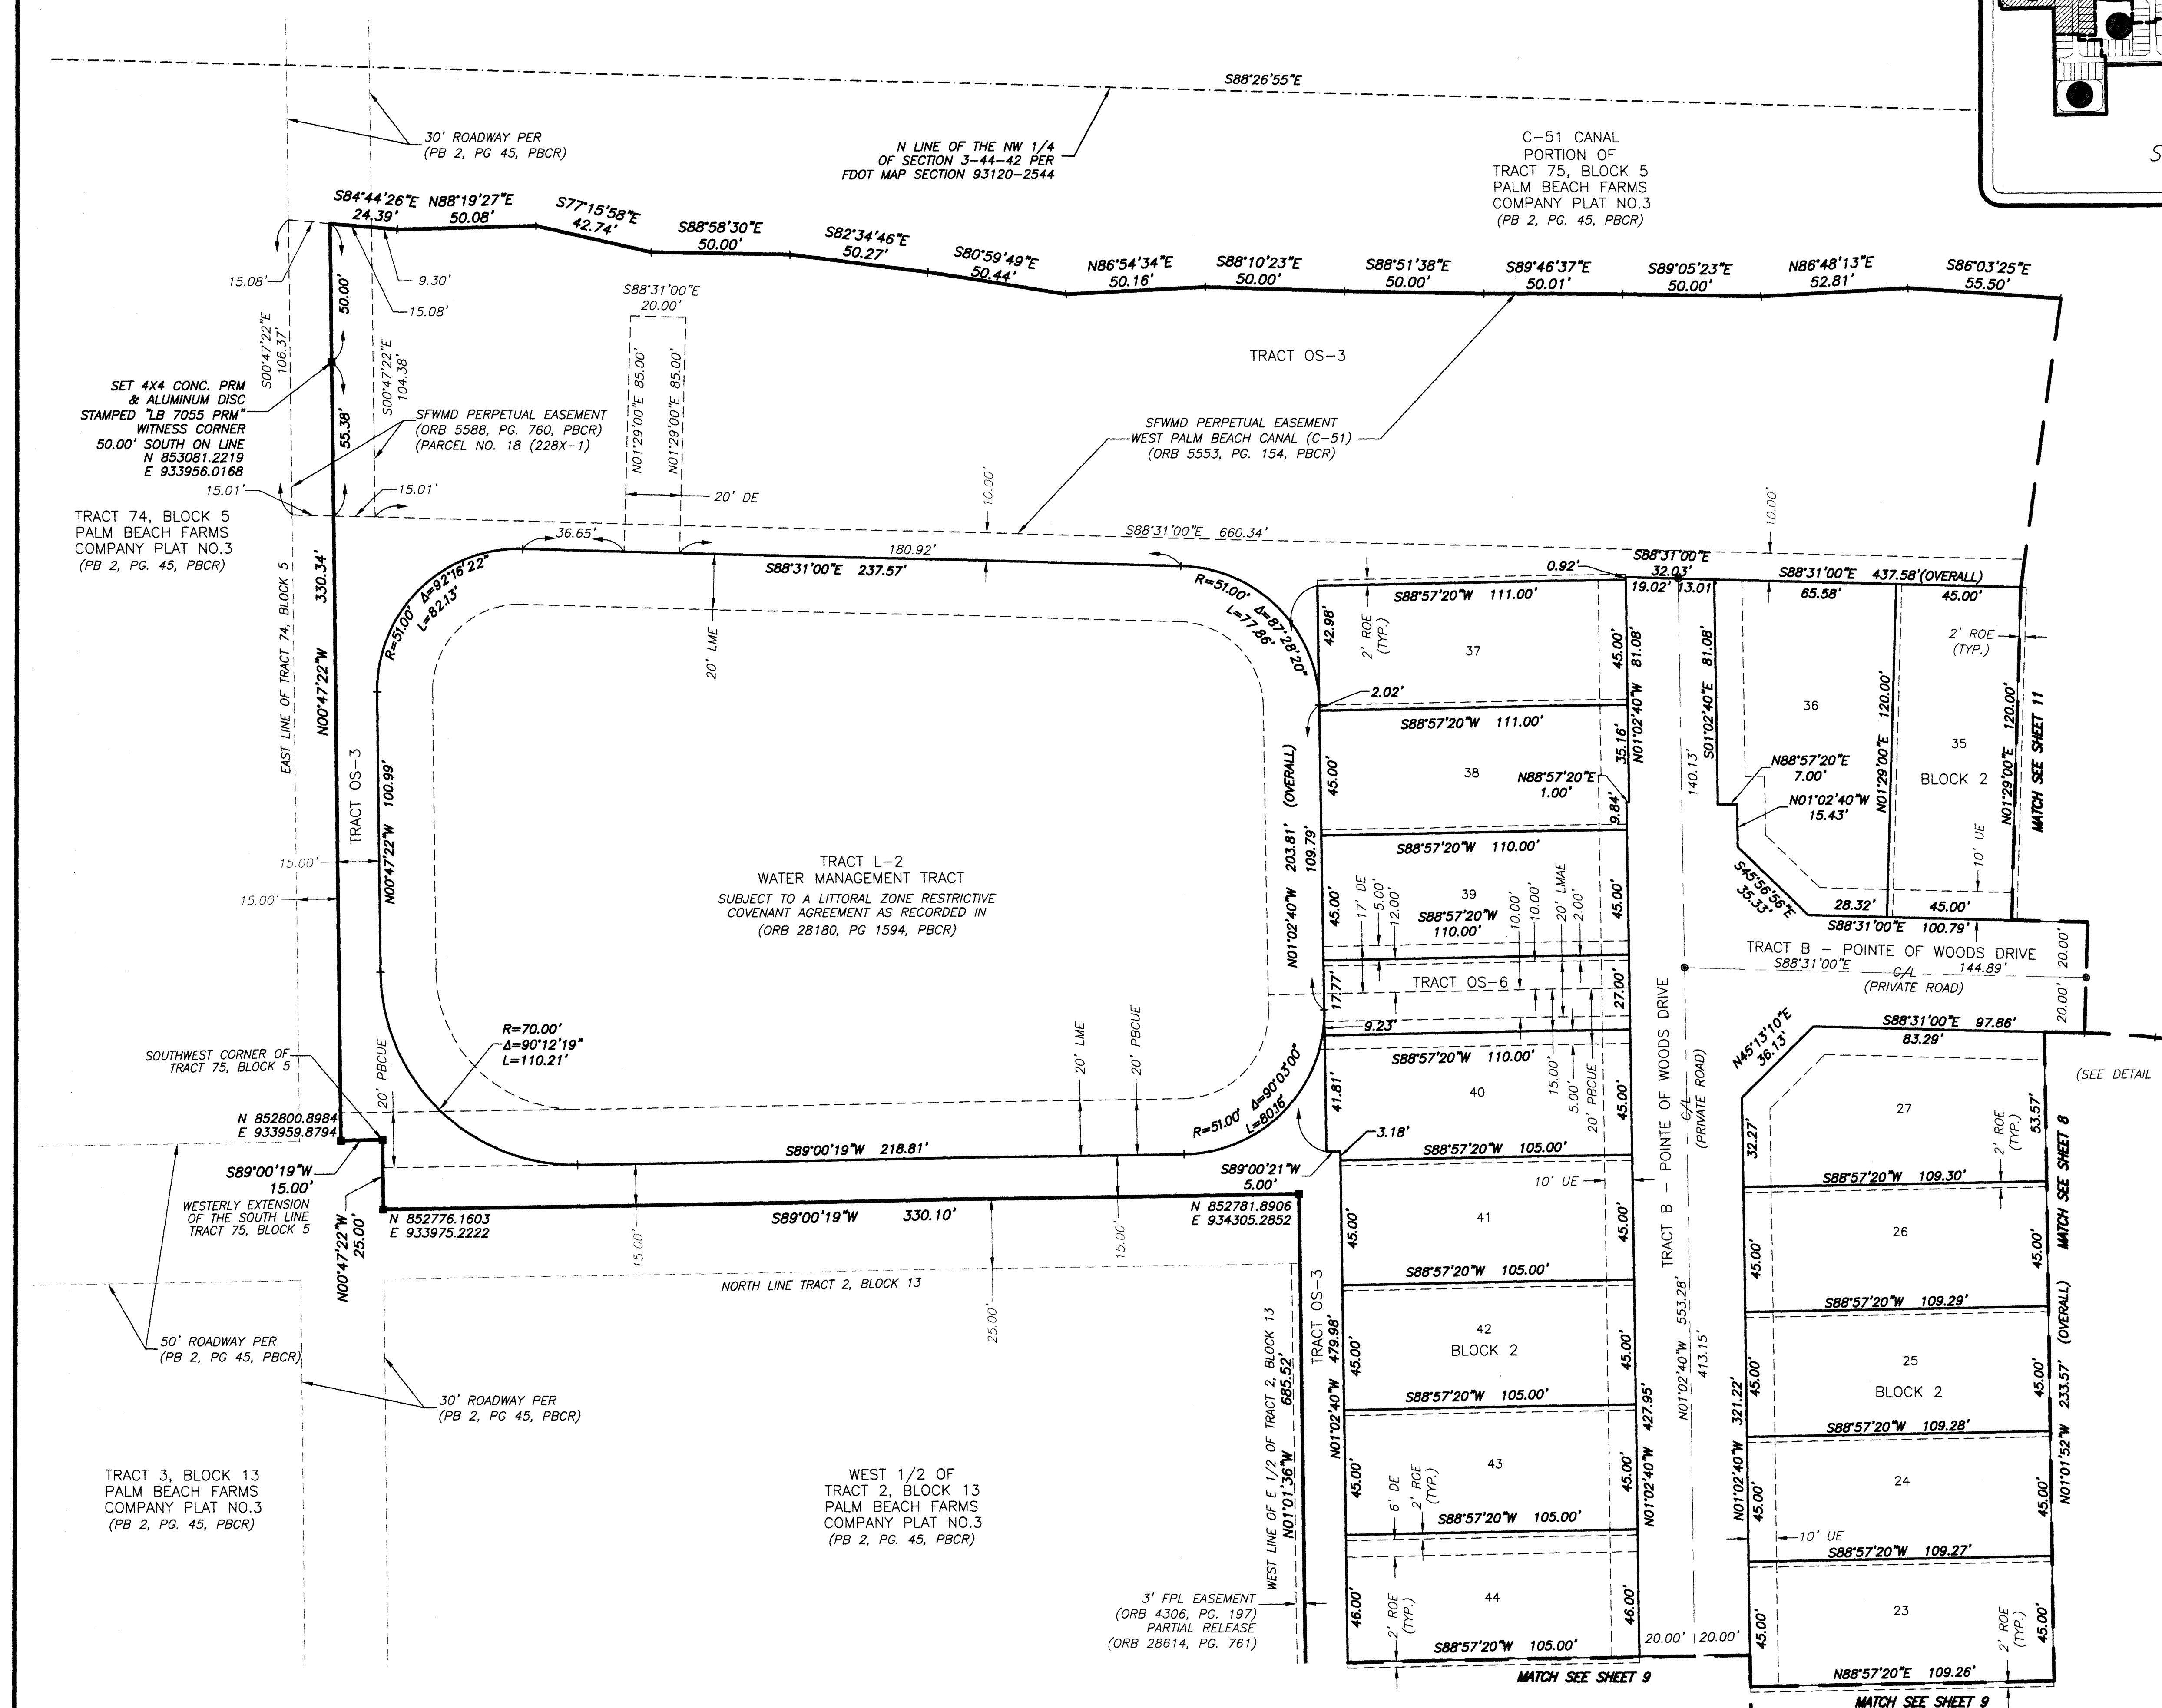 S88°26'55"E
30' ROADWAY PER
(PB 2, PG 45, PBCR)
N LINE OF THE NW 1/4
OF SECTION 3-44-42 PER
FDOT MAP SECTION 93120-2544
C-51 CANAL
PORTION OF
TRACT 75, BLOCK 5
PALM BEACH FARMS
COMPANY PLAT NO.3
(PB 2, PG. 45, PBCR)
S
S84°44'26"E
24.39'
N88°19'27"E
50.08'
S77°15'58"E
42.74'
S88°58'30"E
50.00'
S82°34'46"E
50.27'
S80°59'49"E
50.44'
N86°54'34"E
50.16'
S88°10'23"E
50.00'
S88°51'38"E
50.00'
S89°46'37"E
50.01'
S89°05'23"E
50.00'
N86°48'13"E
52.81'
S86°03'25"E
55.50'
15.08'
9.30'
15.08'
50.00'
S88°31'00"E
20.00'
S00°47'22"E
106.37'
S00°47'22"E
104.38'
N01°29'00"E 85.00'
N01°29'00"E 85.00'
TRACT OS-3
SET 4X4 CONC. PRM
& ALUMINUM DISC
STAMPED "LB 7055 PRM"
WITNESS CORNER
50.00' SOUTH ON LINE
N 853081.2219
E 933956.0168
55.38'
SFWMD PERPETUAL EASEMENT
(ORB 5588, PG. 760, PBCR)
(PARCEL NO. 18 (228X-1)
SFWMD PERPETUAL EASEMENT
WEST PALM BEACH CANAL (C-51)
(ORB 5553, PG. 154, PBCR)
15.01'
15.01'
20' DE
10.00'
10.00'
TRACT 74, BLOCK 5
PALM BEACH FARMS
COMPANY PLAT NO.3
(PB 2, PG. 45, PBCR)
36.65'
S88°31'00"E 660.34'
180.92'
S88°31'00"E 237.57'
R=51.00' Δ=92°16'22"
L=82.13'
R=51.00' Δ=87°28'20"
L=77.86'
20' LME
330.34'
N00°47'22"W
EAST LINE OF TRACT 74, BLOCK 5
TRACT OS-3
N00°47'22"W 100.99'
15.00'
15.00'
TRACT L-2
WATER MANAGEMENT TRACT
SUBJECT TO A LITTORAL ZONE RESTRICTIVE
COVENANT AGREEMENT AS RECORDED IN
(ORB 28180, PG 1594, PBCR)
0.92'
S88°31'00"E
32.03'
19.02' 13.01'
S88°31'00"E 437.58'(OVERALL)
65.58'
45.00'
S88°57'20"W 111.00'
42.98'
2' ROE
(TYP.)
37
45.00'
N01°02'40"W 81.08'
S01°02'40"E 81.08'
2' ROE
(TYP.)
2.02'
S88°57'20"W 111.00'
38
45.00'
35.16'
N88°57'20"E
1.00'
9.84'
140.13'
N88°57'20"E
7.00'
N01°02'40"W
15.43'
36
N01°29'00"E 120.00'
35
BLOCK 2
N01°29'00"E 120.00'
MATCH SEE SHEET 11
10' UE
N01°02'40"W 203.81' (OVERALL)
109.79'
S88°57'20"W 110.00'
39
S88°57'20"W
110.00'
45.00'
45.00'
17' DE
5.00'
12.00'
10.00'
10.00'
20' LMAE
2.00'
S45°56'56"E
35.33'
28.32'
45.00'
S88°31'00"E 100.79'
TRACT B - POINTE OF WOODS DRIVE
S88°31'00"E
C/L
144.89'
(PRIVATE ROAD)
20.00'
20.00'
TRACT OS-6
17.77'
27.00'
9.23'
S88°57'20"W 110.00'
40
41.81'
45.00'
15.00'
5.00'
20' PBCUE
TRACT B - POINTE OF WOODS DRIVE
C/L
(PRIVATE ROAD)
N45°13'10"E
36.13'
S88°31'00"E 97.86'
83.29'
(SEE DETAIL
20' PBCUE
R=70.00'
Δ=90°12'19"
L=110.21'
20' LME
20' PBCUE
R=51.00' Δ=90°03'00"
L=80.16'
SOUTHWEST CORNER OF
TRACT 75, BLOCK 5
N 852800.8984
E 933959.8794
S89°00'19"W
15.00'
WESTERLY EXTENSION
OF THE SOUTH LINE
TRACT 75, BLOCK 5
N00°47'22"W
25.00'
S89°00'19"W 218.81'
S89°00'21"W
5.00'
3.18'
S88°57'20"W 105.00'
10' UE
N 852776.1603
E 933975.2222
S89°00'19"W 330.10'
N 852781.8906
E 934305.2852
15.00'
15.00'
25.00'
NORTH LINE TRACT 2, BLOCK 13
27
32.27'
53.57'
2' ROE
(TYP.)
S88°57'20"W 109.30'
41
45.00'
45.00'
S88°57'20"W 105.00'
26
45.00'
45.00'
S88°57'20"W 109.29'
MATCH SEE SHEET 8
50' ROADWAY PER
(PB 2, PG 45, PBCR)
30' ROADWAY PER
(PB 2, PG 45, PBCR)
WEST LINE OF E 1/2 OF TRACT 2, BLOCK 13
N01°01'36"W 685.52'
TRACT OS-3
N01°02'40"W 479.98'
42
BLOCK 2
45.00'
45.00'
S88°57'20"W 105.00'
N01°02'40"W 427.95'
N01°02'40"W 553.28'
413.15'
N01°02'40"W 321.22'
25
BLOCK 2
45.00'
45.00'
S88°57'20"W 109.28'
N01°01'52"W 233.57' (OVERALL)
TRACT 3, BLOCK 13
PALM BEACH FARMS
COMPANY PLAT NO.3
(PB 2, PG. 45, PBCR)
WEST 1/2 OF
TRACT 2, BLOCK 13
PALM BEACH FARMS
COMPANY PLAT NO.3
(PB 2, PG. 45, PBCR)
43
45.00'
45.00'
6' DE
2' ROE
(TYP.)
S88°57'20"W 105.00'
24
45.00'
45.00'
10' UE
S88°57'20"W 109.27'
3' FPL EASEMENT
(ORB 4306, PG. 197)
PARTIAL RELEASE
(ORB 28614, PG. 761)
44
46.00'
46.00'
2' ROE
(TYP.)
S88°57'20"W 105.00'
20.00' 20.00'
23
45.00'
45.00'
2' ROE
(TYP.)
N88°57'20"E 109.26'
MATCH SEE SHEET 9
MATCH SEE SHEET 9